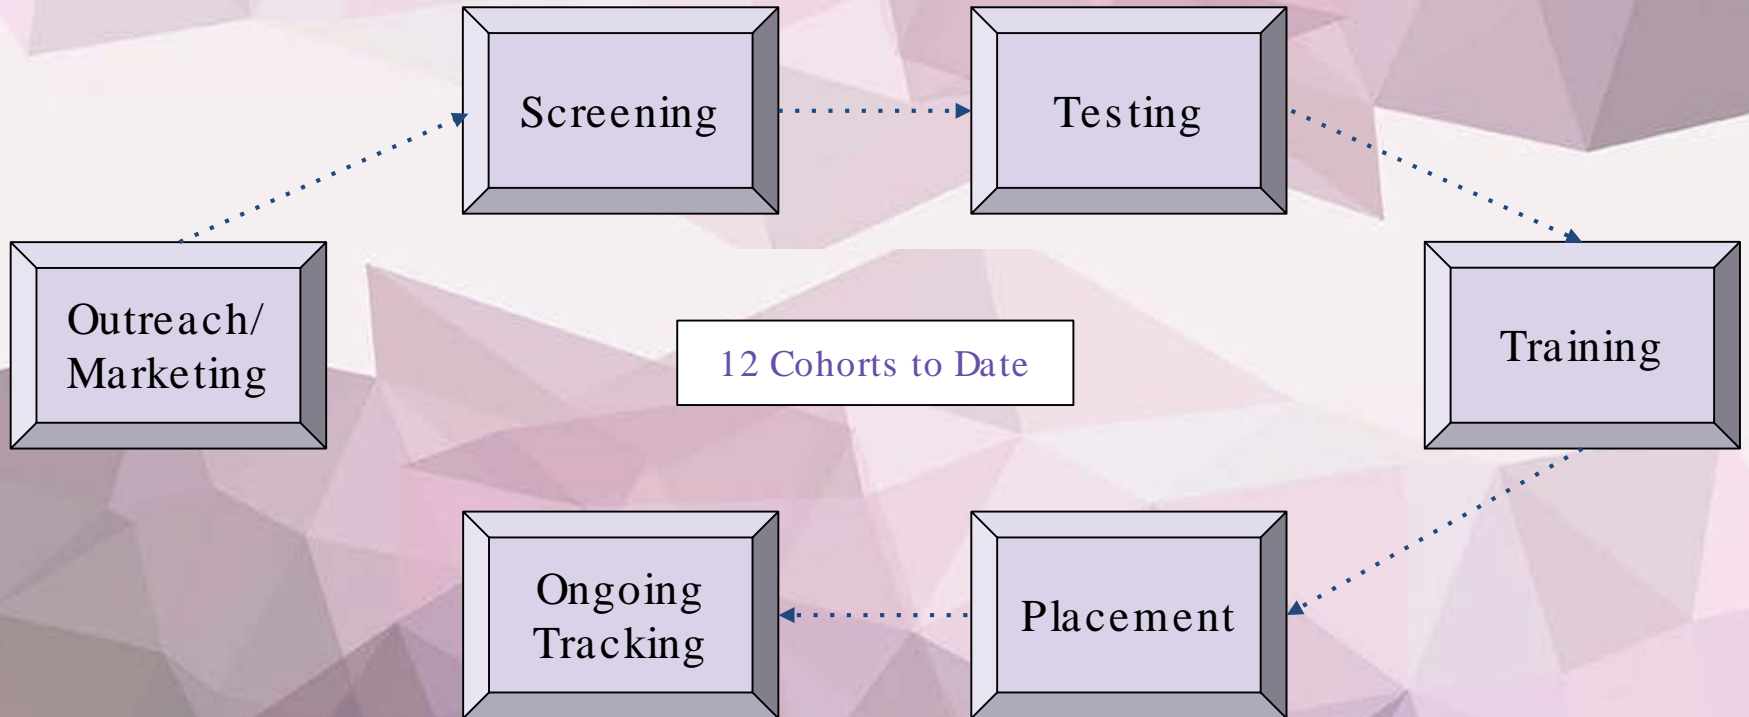 Screening
Testing
Outreach/
Marketing
12 Cohorts to Date
Training
Ongoing
Tracking
Placement